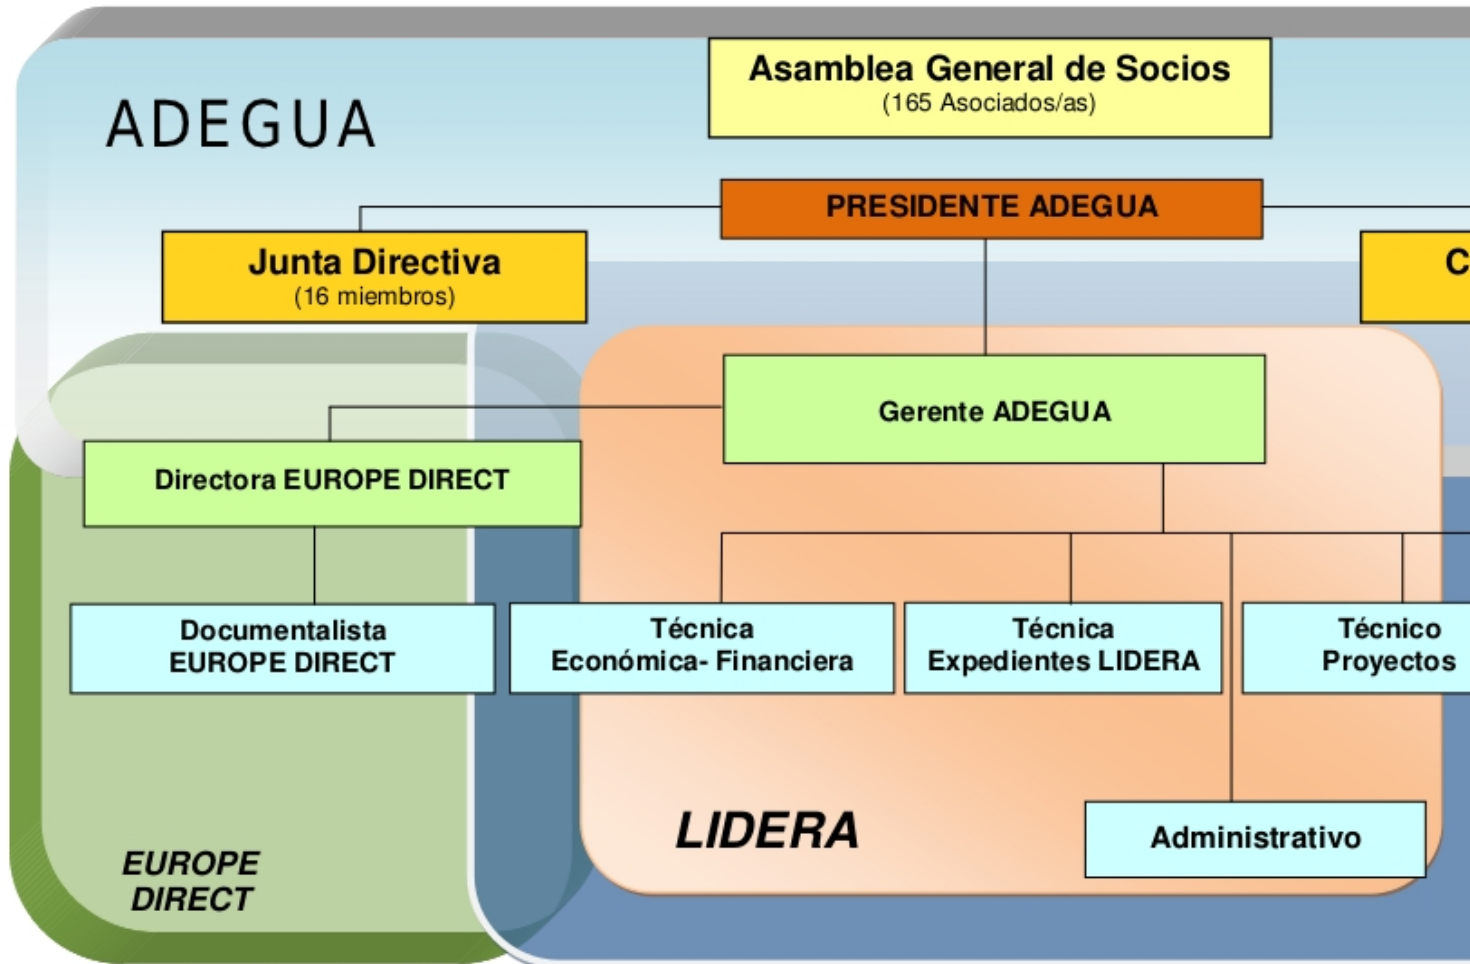 Asamblea General de Socios
(165 Asociados/as)
ADEGUA
PRESIDENTE ADEGUA
Junta Directiva
(16 miembros)
C
Gerente ADEGUA
Directora EUROPE DIRECT
Documentalista
EUROPE DIRECT
Técnica
Económica- Financiera
Técnica
Expedientes LIDERA
Técnico
Proyectos
LIDERA
Administrativo
EUROPE
DIRECT